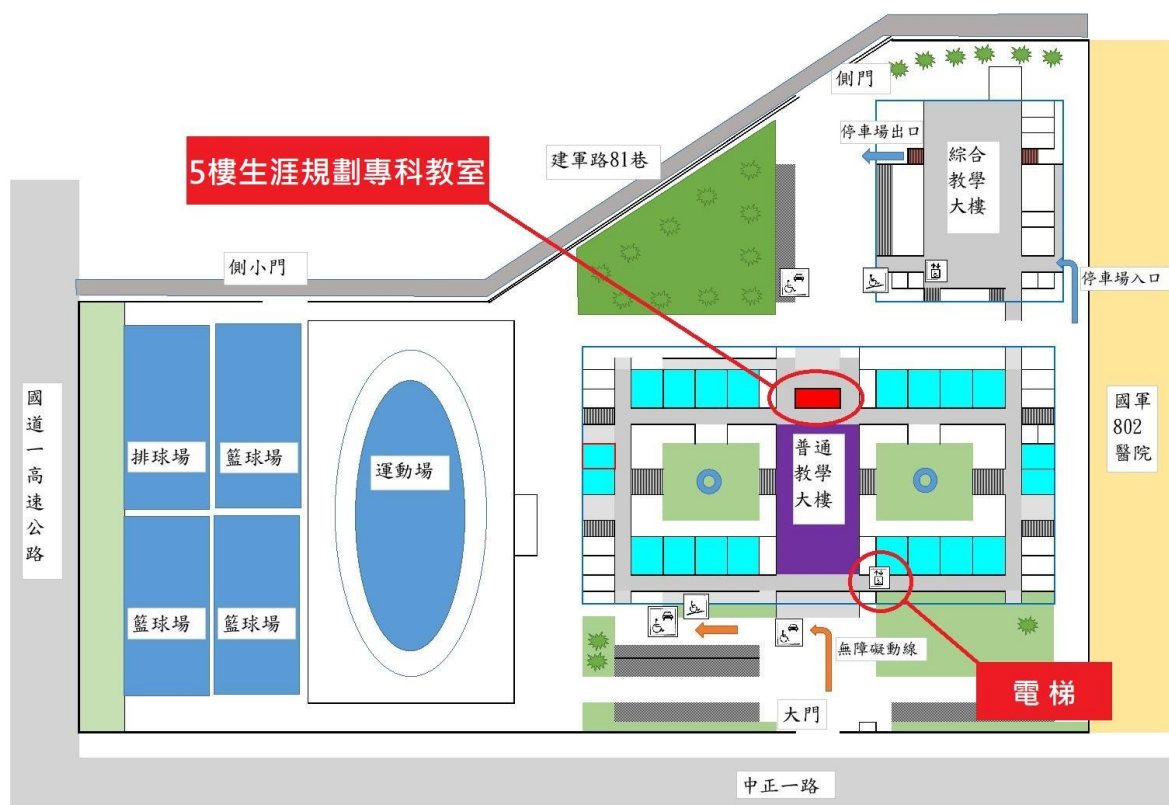 側門
停車場出口
綜合
教學
大樓
5樓生涯規劃專科教室
建軍路81巷
側小門
停車場入口
國
道
一
高
速
公
路
排球場
籃球場
運動場
普通
教學
大樓
國軍
802
醫院
籃球場
籃球場
無障礙動線
電梯
大門
中正一路